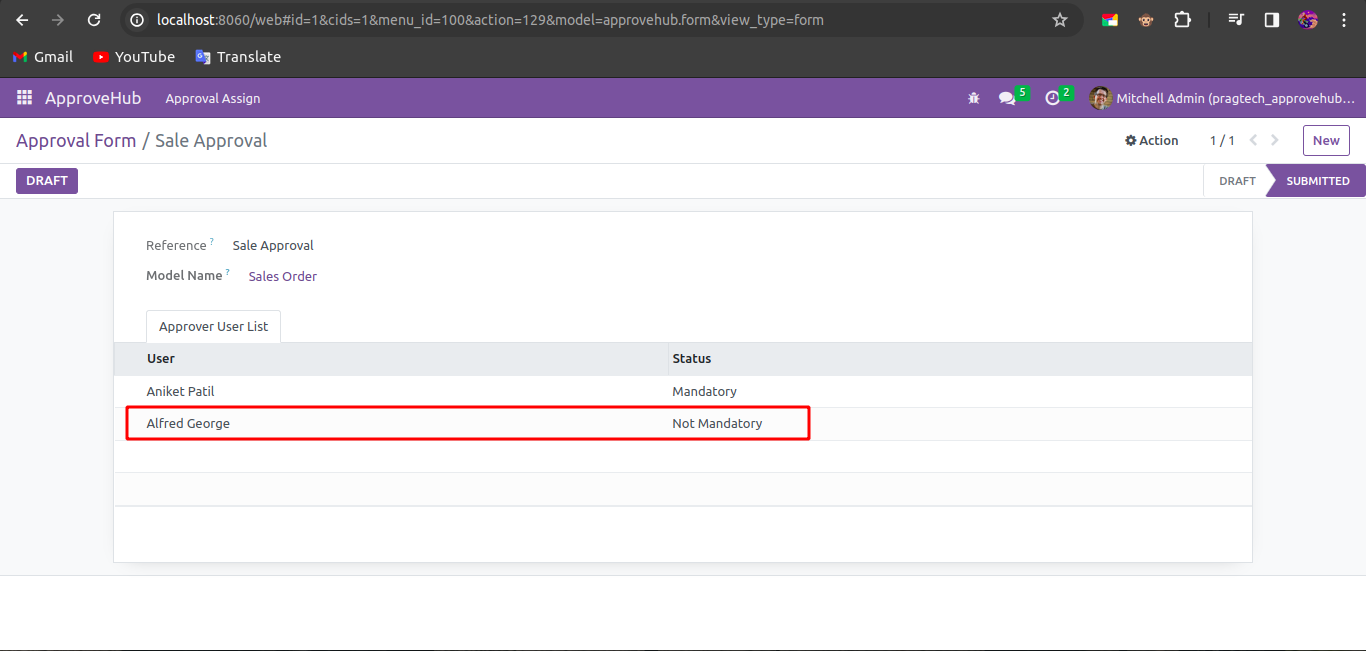 localhost:8060/web#id=1&cids=1&menu_id=100&action=129&model=approvehub.form&view_type=form
Gmail YouTube Translate
ApproveHub Approval Assign 5 2 Mitchell Admin (pragtech_approvehub...
Approval Form / Sale Approval Action 1 / 1 New
DRAFT DRAFT SUBMITTED
Reference ? Sale Approval
Model Name ? Sales Order
Approver User List
User Status
Aniket Patil Mandatory
Alfred George Not Mandatory